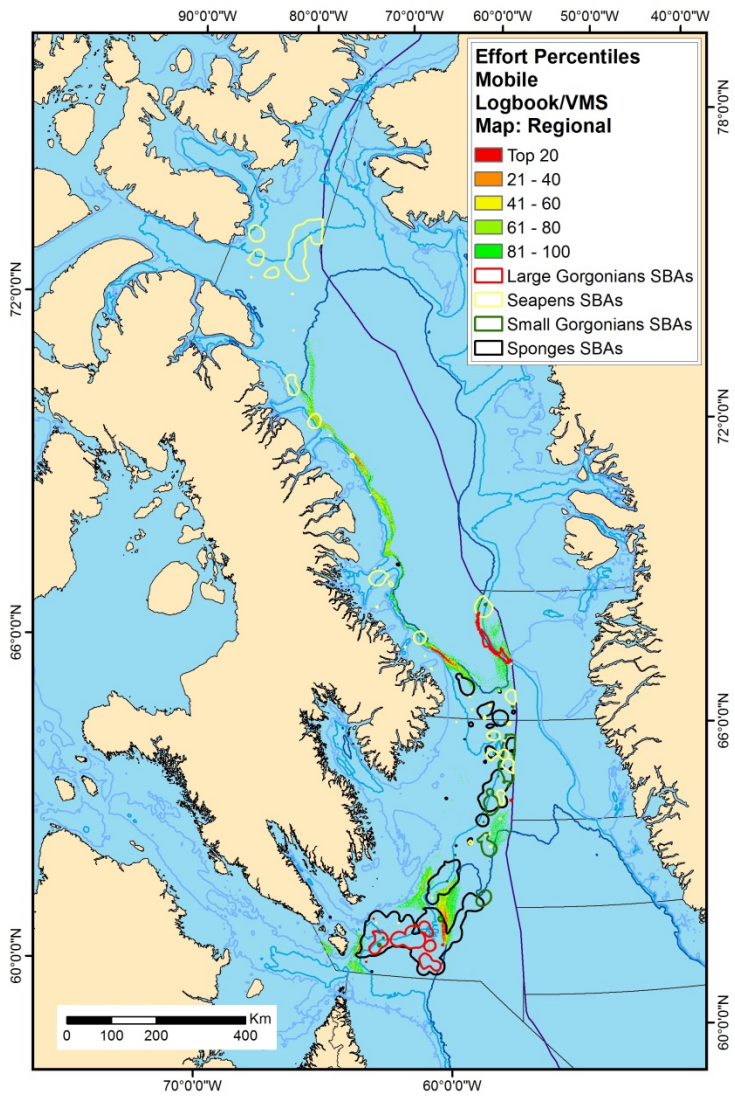 90°0'0"W 80°0'0"W 70°0'0"W 60°0'0"W 50°0'0"W 40°0'0"W
Effort Percentiles
Mobile
Logbook/VMS
Map: Regional
Top 20
21 - 40
41 - 60
61 - 80
81 - 100
Large Gorgonians SBAs
Seapens SBAs
Small Gorgonians SBAs
Sponges SBAs
78°0'0"N
72°0'0"N
72°0'0"N
66°0'0"N
66°0'0"N
60°0'0"N
60°0'0"N
Km
0 100 200 400
70°0'0"W 60°0'0"W